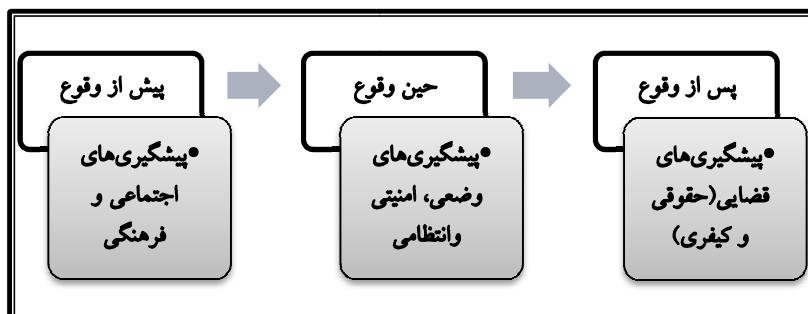 پیش از وقوع
•پیشگیری‌های
اجتماعی و
فرهنگی
حین وقوع
•پیشگیری‌های
وضعی، امنیتی
وانتظامی
پس از وقوع
•پیشگیری‌های
قضایی(حقوقی
و کیفری)